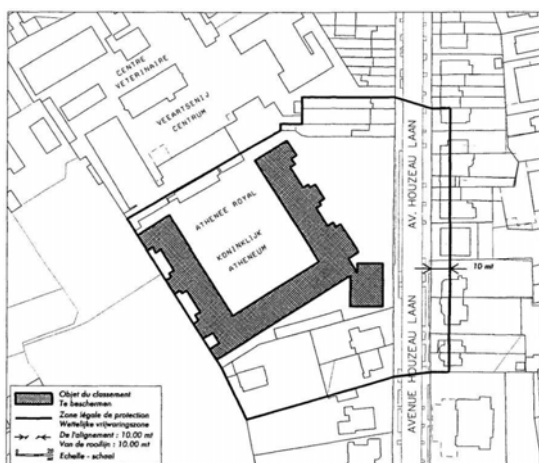 CENTRE
VETERINAIRE
VEEARTSENIJ
CENTRUM
ATHENEE ROYAL
KONINKLIJK
ATHENEUM
AV. HOUZEAU LAAN
10 mt
AVENUE HOUZEAU LAAN
Objet du classement
Te beschermen
Zone légale de protection
Wettelijke vrijwaringszone
De l'alignement : 10.00 mt
Van de rooilijn : 10.00 mt
Echelle - schaal